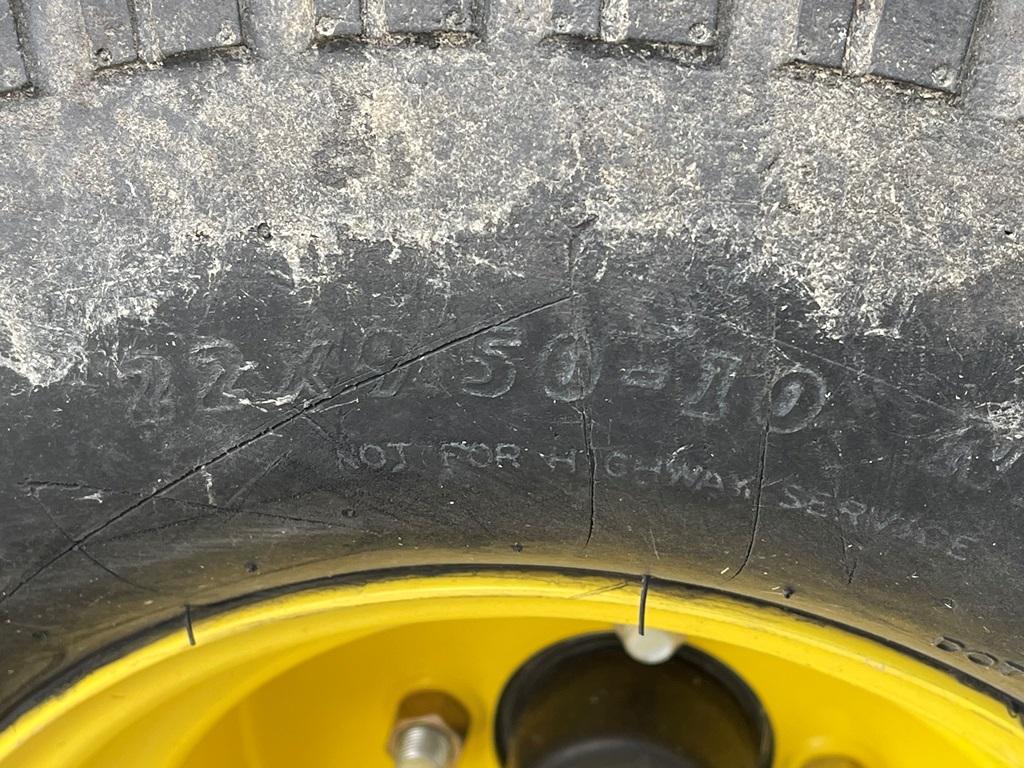 22X9.50-10
NOT FOR HIGHWAY SERVICE